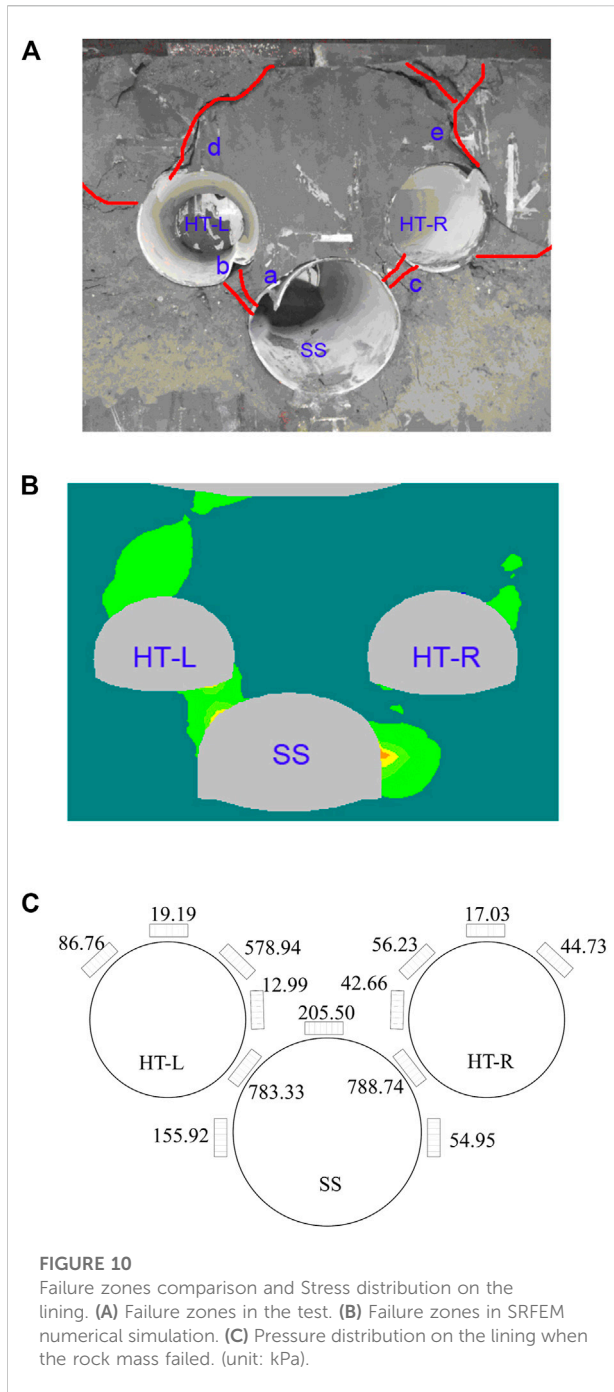 A
d
e
HT-L
HT-R
b
a
c
SS
B
HT-L
HT-R
SS
C
19.19
17.03
86.76
578.94
56.23
44.73
12.99
42.66
205.50
HT-L
HT-R
783.33
788.74
155.92
54.95
SS
FIGURE 10
Failure zones comparison and Stress distribution on the
lining. (A) Failure zones in the test. (B) Failure zones in SRFEM
numerical simulation. (C) Pressure distribution on the lining when
the rock mass failed. (unit: kPa).